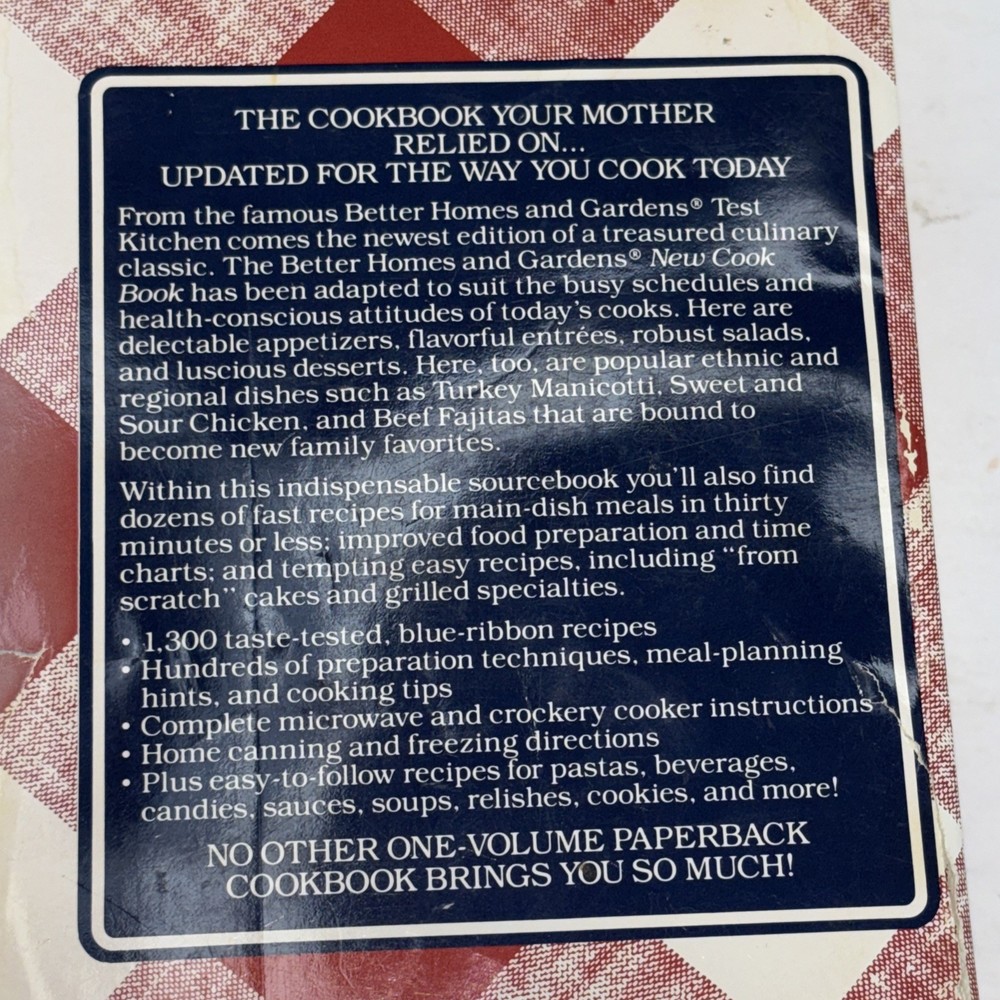 THE COOKBOOK YOUR MOTHER
RELIED ON...
UPDATED FOR THE WAY YOU COOK TODAY
From the famous Better Homes and Gardens® Test
Kitchen comes the newest edition of a treasured culinary
classic. The Better Homes and Gardens® New Cook
Book has been adapted to suit the busy schedules and
health-conscious attitudes of today's cooks. Here are
delectable appetizers, flavorful entrées, robust salads,
and luscious desserts. Here, too, are popular ethnic and
regional dishes such as Turkey Manicotti, Sweet and
Sour Chicken, and Beef Fajitas that are bound to
become new family favorites.
Within this indispensable sourcebook you'll also find
dozens of fast recipes for main-dish meals in thirty
minutes or less; improved food preparation and time
charts; and tempting easy recipes, including "from
scratch" cakes and grilled specialties.
• 1,300 taste-tested, blue-ribbon recipes
• Hundreds of preparation techniques, meal-planning
hints, and cooking tips
• Complete microwave and crockery cooker instructions
• Home canning and freezing directions
• Plus easy-to-follow recipes for pastas, beverages,
candies, sauces, soups, relishes, cookies, and more!
NO OTHER ONE-VOLUME PAPERBACK
COOKBOOK BRINGS YOU SO MUCH!